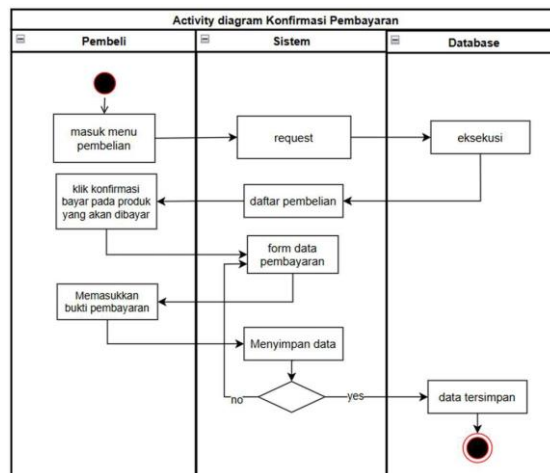 Activity diagram Konfirmasi Pembayaran
Pembeli
Sistem
Database
masuk menu
pembelian
request
eksekusi
klik konfirmasi
bayar pada produk
yang akan dibayar
daftar pembelian
form data
pembayaran
Memasukkan
bukti pembayaran
Menyimpan data
no
yes
data tersimpan